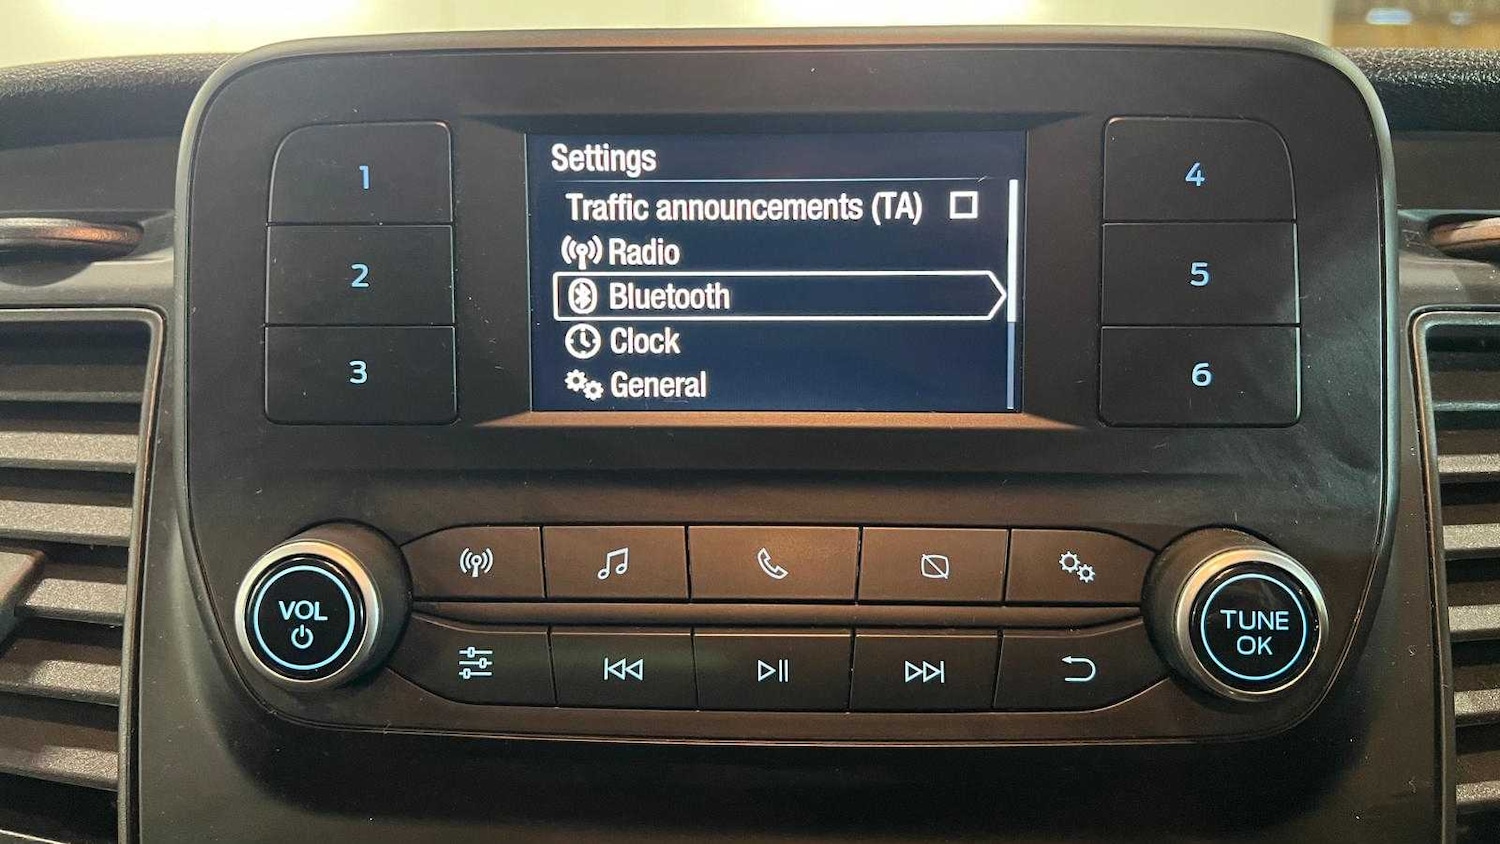 Settings
Traffic announcements (TA)
Radio
Bluetooth
Clock
General
1
2
3
4
5
6
VOL
TUNE
OK